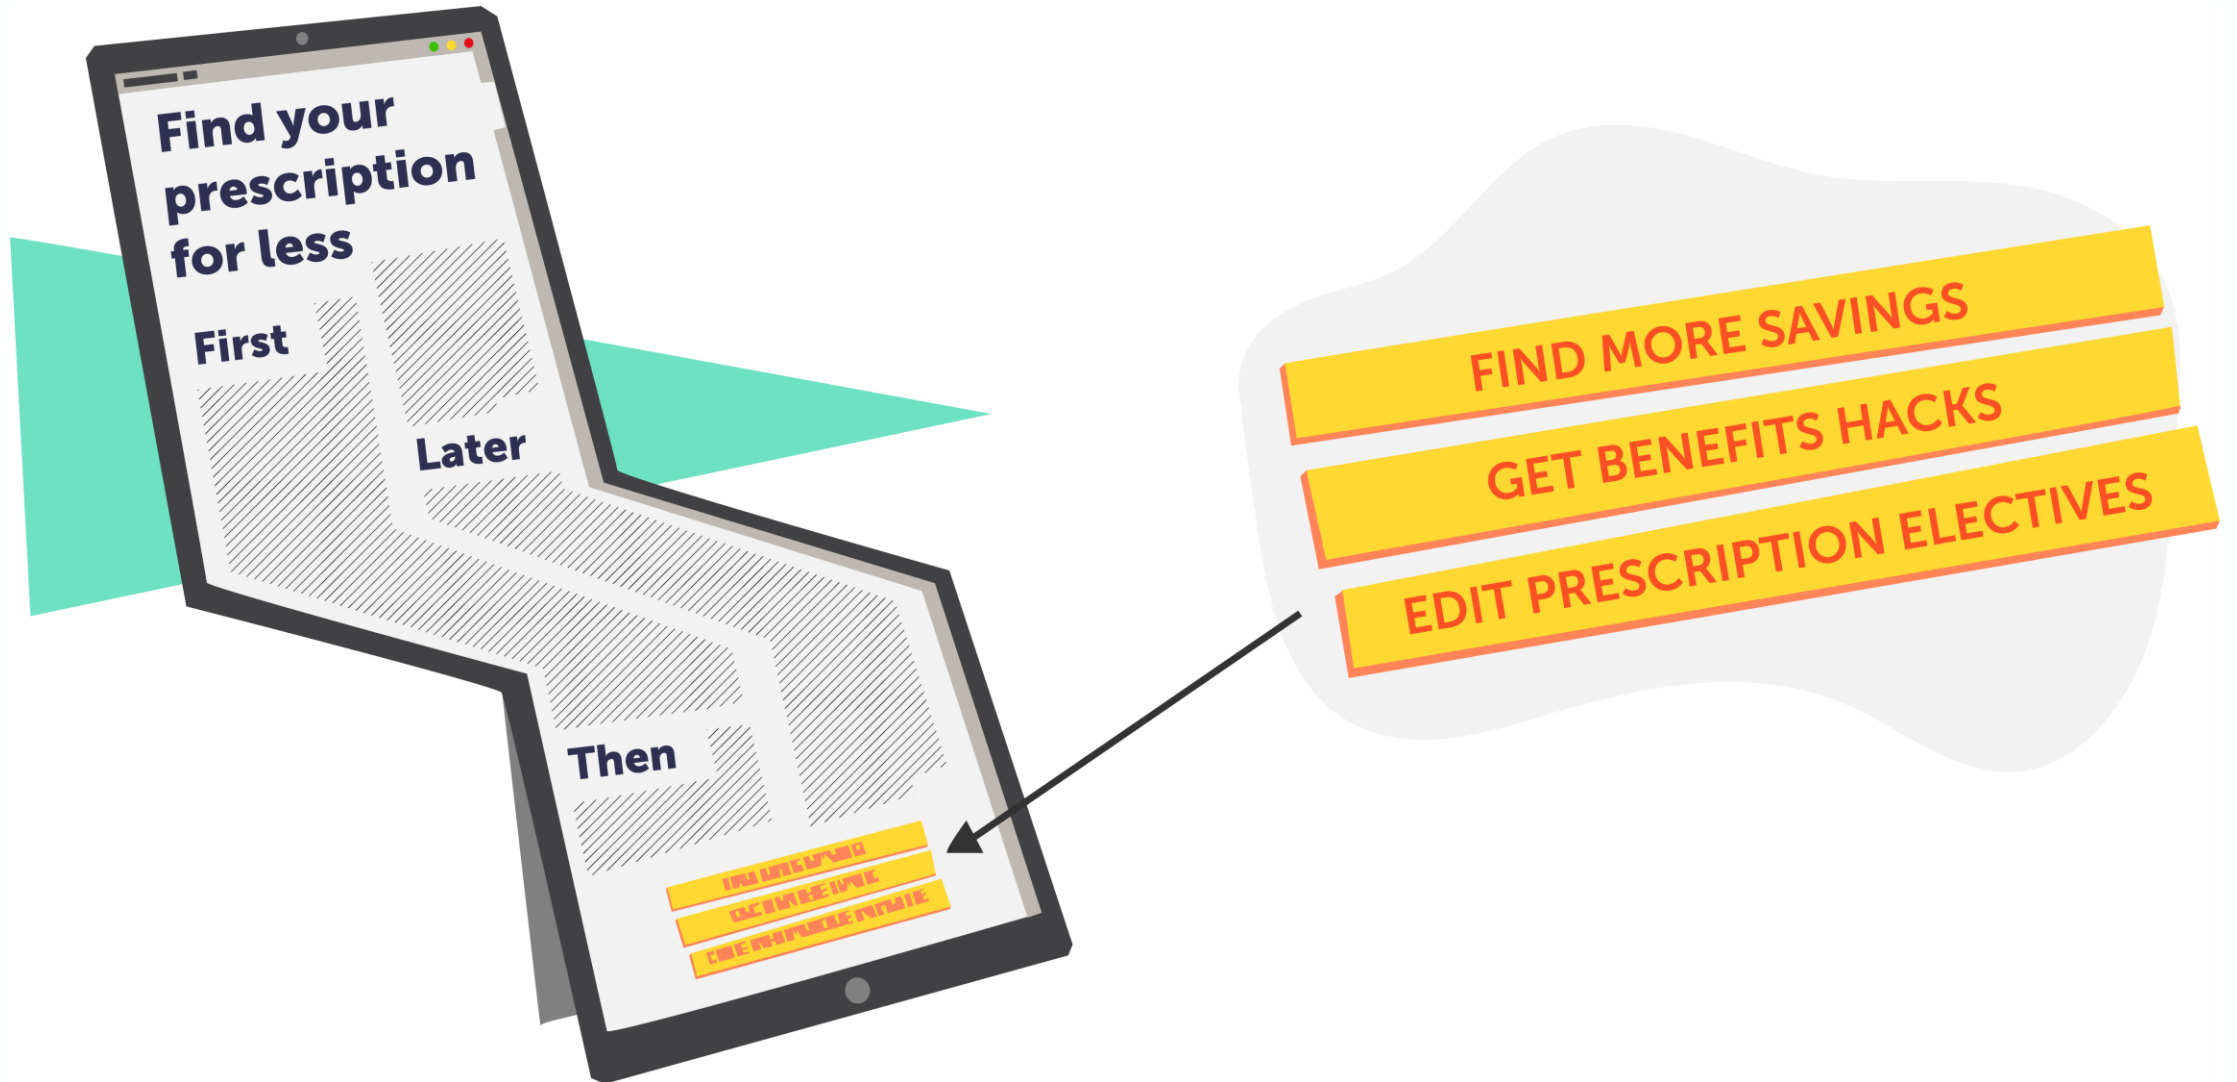 Find your
prescription
for less
First
Later
Then
FIND MORE SAVINGS
GET BENEFITS HACKS
EDIT PRESCRIPTION ELECTIVES